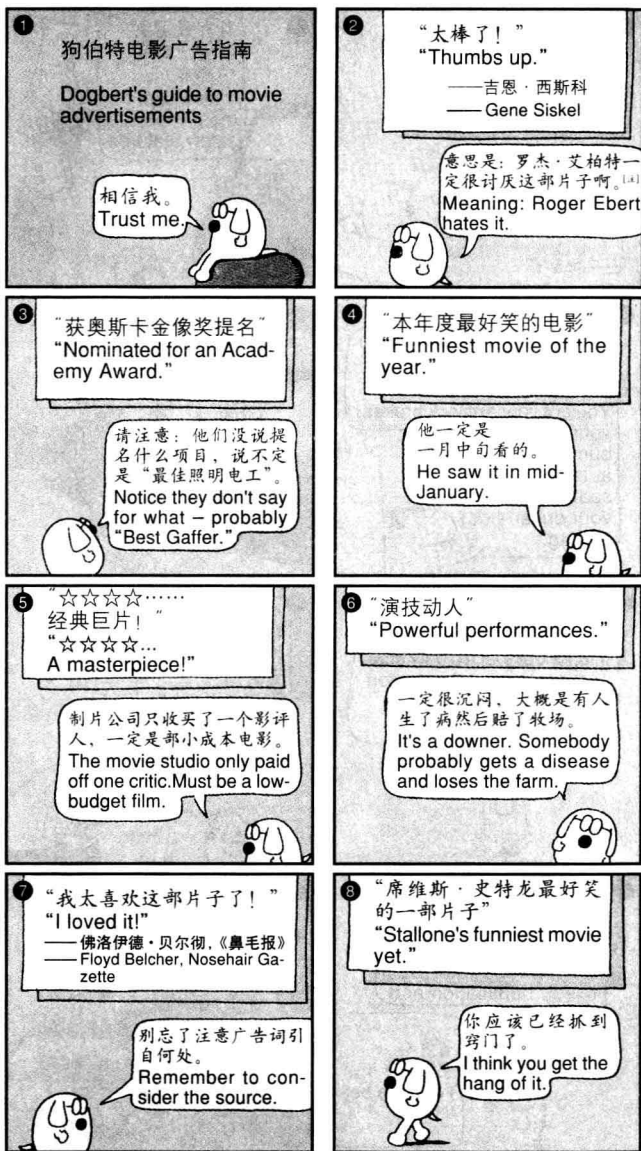 1
狗伯特电影广告指南
Dogbert's guide to movie
advertisements
相信我。
Trust me.
2
“太棒了！”
“Thumbs up.”
——吉恩·西斯科
—— Gene Siskel
意思是：罗杰·艾柏特一
定很讨厌这部片子啊。[注]
Meaning: Roger Ebert
hates it.
3
“获奥斯卡金像奖提名”
“Nominated for an Acad-
emy Award.”
请注意：他们没说提
名什么项目，说不定
是“最佳照明电工”。
Notice they don't say
for what – probably
“Best Gaffer.”
4
“本年度最好笑的电影”
“Funniest movie of the
year.”
他一定是
一月中旬看的。
He saw it in mid-
January.
5
“☆☆☆☆……
经典巨片！”
“☆☆☆☆...
A masterpiece!”
制片公司只收买了一个影评
人，一定是部小成本电影。
The movie studio only paid
off one critic.Must be a low-
budget film.
6
“演技动人”
“Powerful performances.”
一定很沉闷，大概是有人
生了病然后赔了牧场。
It's a downer. Somebody
probably gets a disease
and loses the farm.
7
“我太喜欢这部片子了！”
“I loved it!”
—— 佛洛伊德·贝尔彻，《鼻毛报》
—— Floyd Belcher, Nosehair Ga-
zette
别忘了注意广告词引
自何处。
Remember to con-
sider the source.
8
“席维斯·史特龙最好笑
的一部片子”
“Stallone's funniest movie
yet.”
你应该已经抓到
窍门了。
I think you get the
hang of it.